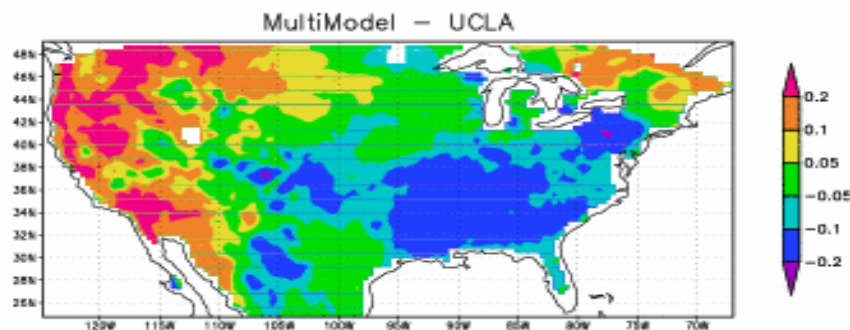 MultiModel – UCLA
48N
46N
44N
42N
40N
38N
36N
34N
32N
30N
28N
26N
120W 115W 110W 105W 100W 95W 90W 85W 80W 75W 70W
0.2
0.1
0.05
-0.05
-0.1
-0.2